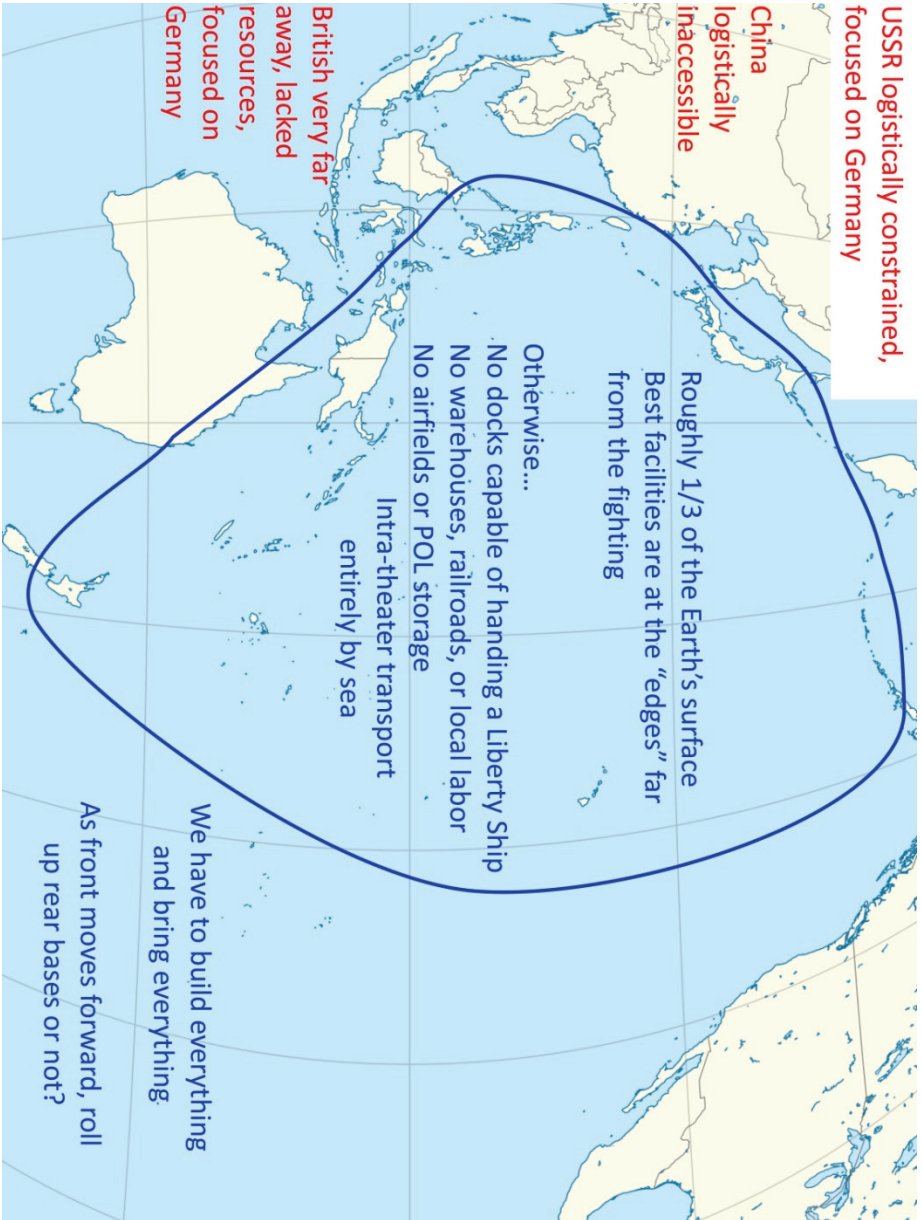 USSR logistically constrained,
focused on Germany
China
logistically
inaccessible
British very far
away, lacked
resources,
focused on
Germany
Roughly 1/3 of the Earth's surface
Best facilities are at the “edges” far
from the fighting
Otherwise...
No docks capable of handing a Liberty Ship
No warehouses, railroads, or local labor
No airfields or POL storage
Intra-theater transport
entirely by sea
We have to build everything
and bring everything
As front moves forward, roll
up rear bases or not?